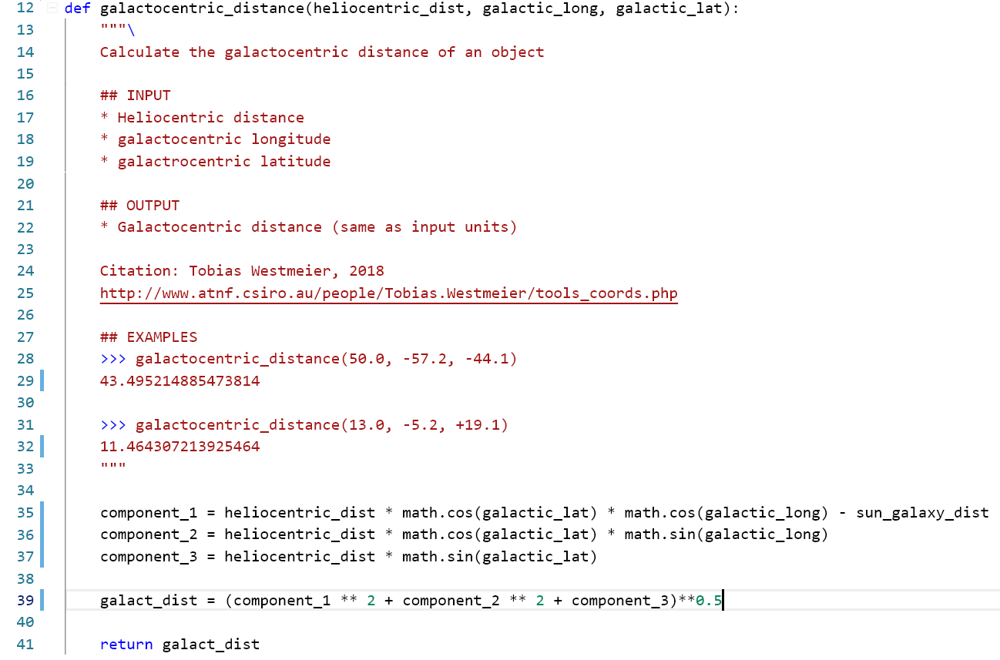 12 def galactocentric_distance(heliocentric_dist, galactic_long, galactic_lat):
13     """\
14     Calculate the galactocentric distance of an object
15
16     ## INPUT
17     * Heliocentric distance
18     * galactocentric longitude
19     * galactrocentric latitude
20
21     ## OUTPUT
22     * Galactocentric distance (same as input units)
23
24     Citation: Tobias Westmeier, 2018
25     http://www.atnf.csiro.au/people/Tobias.Westmeier/tools_coords.php
26
27     ## EXAMPLES
28     >>> galactocentric_distance(50.0, -57.2, -44.1)
29     43.495214885473814
30
31     >>> galactocentric_distance(13.0, -5.2, +19.1)
32     11.464307213925464
33     """
34
35     component_1 = heliocentric_dist * math.cos(galactic_lat) * math.cos(galactic_long) - sun_galaxy_dist
36     component_2 = heliocentric_dist * math.cos(galactic_lat) * math.sin(galactic_long)
37     component_3 = heliocentric_dist * math.sin(galactic_lat)
38
39     galact_dist = (component_1 ** 2 + component_2 ** 2 + component_3)**0.5
40
41     return galact_dist